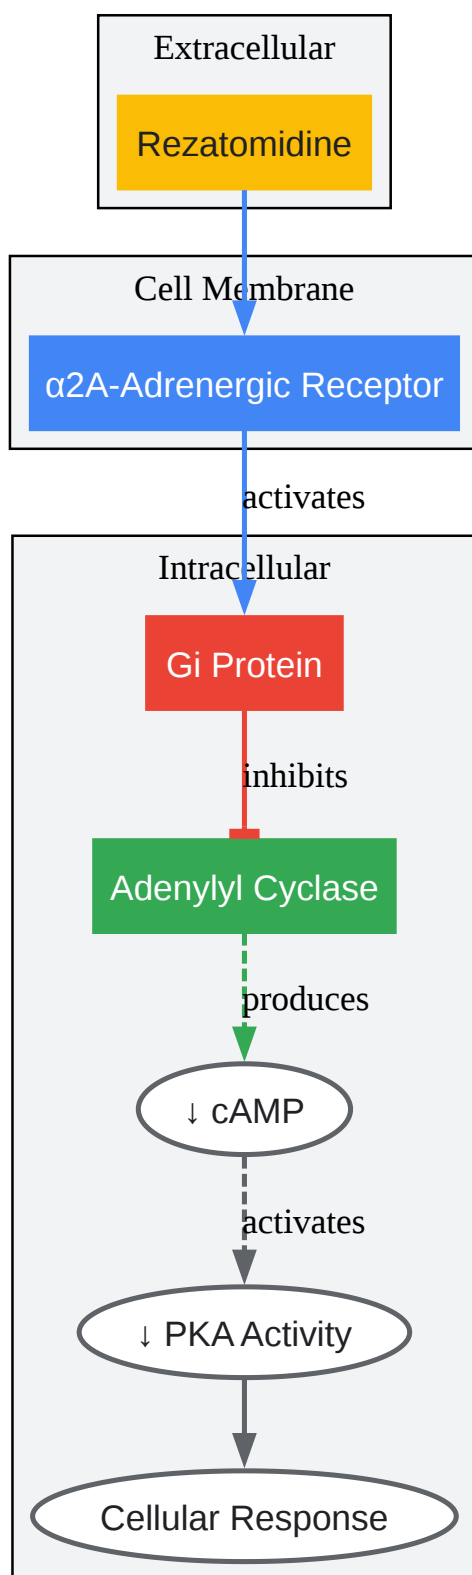 Extracellular
Rezatomidine
Cell Membrane
α2A-Adrenergic Receptor
activates
Intracellular
Gi Protein
inhibits
Adenylyl Cyclase
produces
↓ cAMP
activates
↓ PKA Activity
Cellular Response